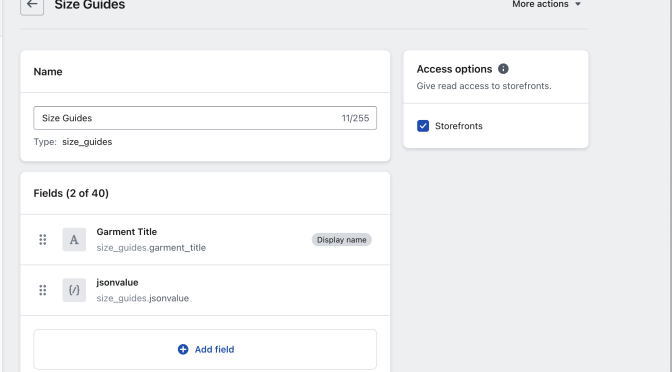 Size Guides
More actions
Name
Access options
Give read access to storefronts.
Size Guides 11/255
Storefronts
Type: size_guides
Fields (2 of 40)
Garment Title
A
Display name
size_guides.garment_title
jsonvalue
{/}
size_guides.jsonvalue
Add field